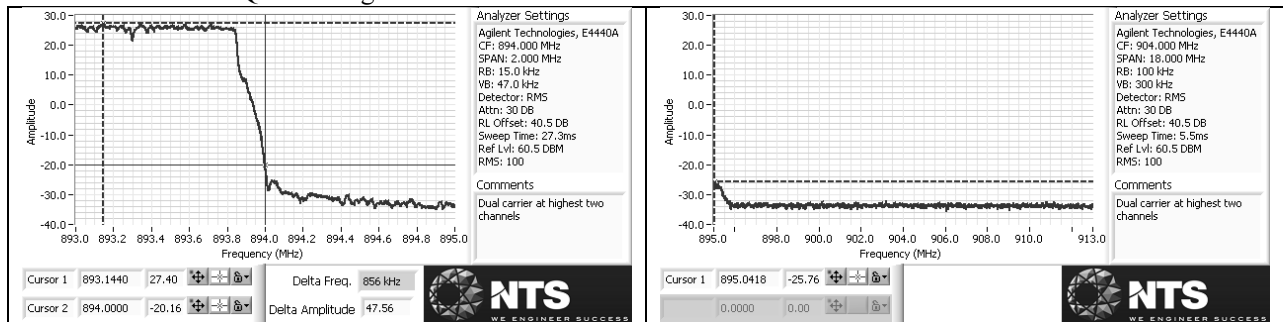 Analyzer Settings
Agilent Technologies, E4440A
CF: 894.000 MHz
SPAN: 2.000 MHz
RB: 15.0 kHz
VB: 47.0 kHz
Detector: RMS
Attn: 30 DB
RL Offset: 40.5 DB
Sweep Time: 27.3ms
Ref Lvl: 60.5 DBM
RMS: 100
Comments
Dual carrier at highest two
channels
Amplitude
30.0
20.0
10.0
0.0
-10.0
-20.0
-30.0
-40.0
893.0 893.2 893.4 893.6 893.8 894.0 894.2 894.4 894.6 894.8 895.0
Frequency (MHz)
Cursor 1 893.1440 27.40
Delta Freq. 856 kHz
Cursor 2 894.0000 -20.16
Delta Amplitude 47.56
NTS
WE ENGINEER SUCCESS
Analyzer Settings
Agilent Technologies, E4440A
CF: 904.000 MHz
SPAN: 18.000 MHz
RB: 100 kHz
VB: 300 kHz
Detector: RMS
Attn: 30 DB
RL Offset: 40.5 DB
Sweep Time: 5.5ms
Ref Lvl: 60.5 DBM
RMS: 100
Comments
Dual carrier at highest two
channels
Amplitude
30.0
20.0
10.0
0.0
-10.0
-20.0
-30.0
-40.0
895.0 898.0 900.0 902.0 904.0 906.0 908.0 910.0 913.0
Frequency (MHz)
Cursor 1 895.0418 -25.76
0.0000 0.00
NTS
WE ENGINEER SUCCESS